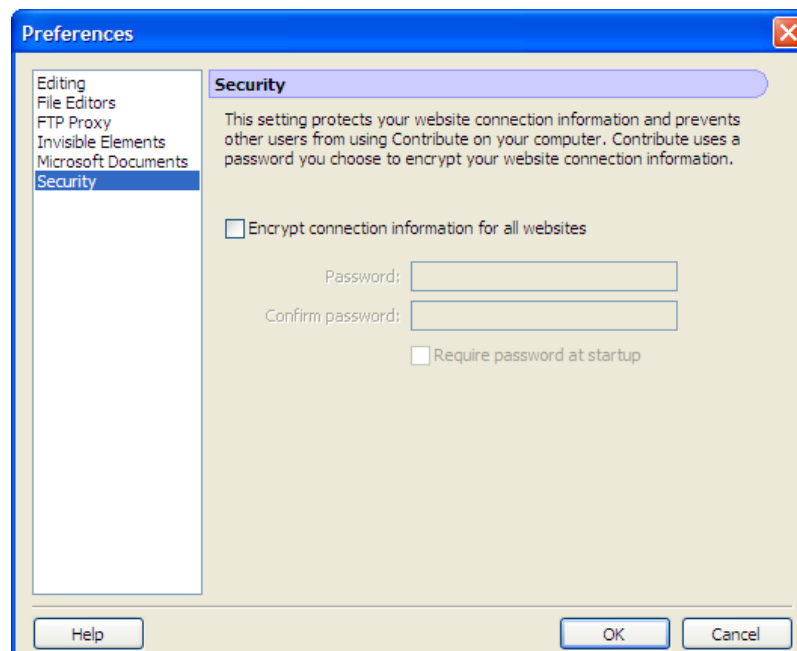 Preferences
Editing
File Editors
FTP Proxy
Invisible Elements
Microsoft Documents
Security
Security
This setting protects your website connection information and prevents
other users from using Contribute on your computer. Contribute uses a
password you choose to encrypt your website connection information.
Encrypt connection information for all websites
Password:
Confirm password:
Require password at startup
Help
OK
Cancel